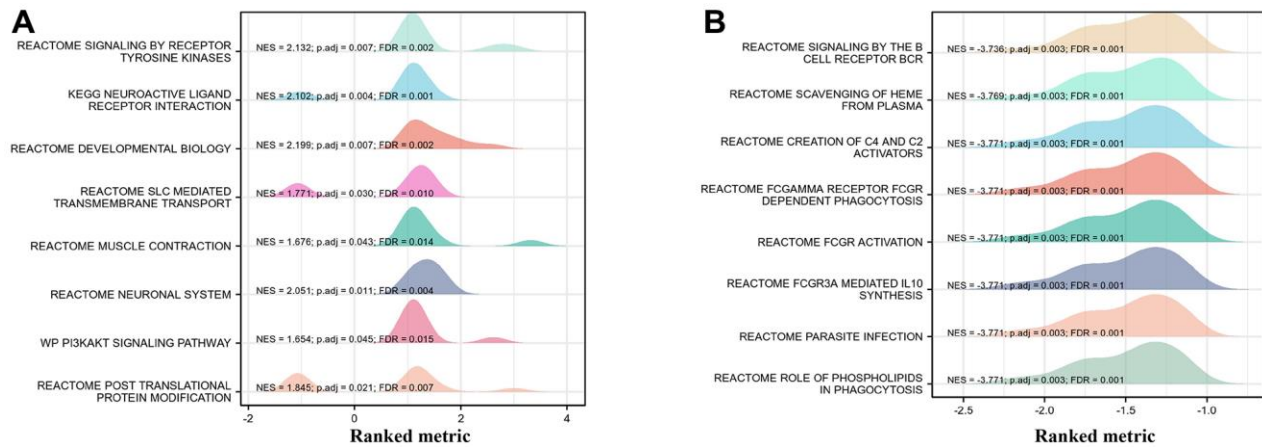 A
REACTOME SIGNALING BY RECEPTOR
TYROSINE KINASES
NES = 2.132; p.adj = 0.007; FDR = 0.002
KEGG NEUROACTIVE LIGAND
RECEPTOR INTERACTION
NES = 2.102; p.adj = 0.004; FDR = 0.001
REACTOME DEVELOPMENTAL BIOLOGY
NES = 2.199; p.adj = 0.007; FDR = 0.002
REACTOME SLC MEDIATED
TRANSMEMBRANE TRANSPORT
NES = 1.771; p.adj = 0.030; FDR = 0.010
REACTOME MUSCLE CONTRACTION
NES = 1.676; p.adj = 0.043; FDR = 0.014
REACTOME NEURONAL SYSTEM
NES = 2.051; p.adj = 0.011; FDR = 0.004
WP PI3KAKT SIGNALING PATHWAY
NES = 1.654; p.adj = 0.045; FDR = 0.015
REACTOME POST TRANSLATIONAL
PROTEIN MODIFICATION
NES = 1.845; p.adj = 0.021; FDR = 0.007
-2 0 2 4
Ranked metric
B
REACTOME SIGNALING BY THE B
CELL RECEPTOR BCR
NES = -3.736; p.adj = 0.003; FDR = 0.001
REACTOME SCAVENGING OF HEME
FROM PLASMA
NES = -3.769; p.adj = 0.003; FDR = 0.001
REACTOME CREATION OF C4 AND C2
ACTIVATORS
NES = -3.771; p.adj = 0.003; FDR = 0.001
REACTOME FCGAMMA RECEPTOR FCGR
DEPENDENT PHAGOCYTOSIS
NES = -3.771; p.adj = 0.003; FDR = 0.001
REACTOME FCGR ACTIVATION
NES = -3.771; p.adj = 0.003; FDR = 0.001
REACTOME FCGR3A MEDIATED IL10
SYNTHESIS
NES = -3.771; p.adj = 0.003; FDR = 0.001
REACTOME PARASITE INFECTION
NES = -3.771; p.adj = 0.003; FDR = 0.001
REACTOME ROLE OF PHOSPHOLIPIDS
IN PHAGOCYTOSIS
NES = -3.771; p.adj = 0.003; FDR = 0.001
-2.5 -2.0 -1.5 -1.0
Ranked metric